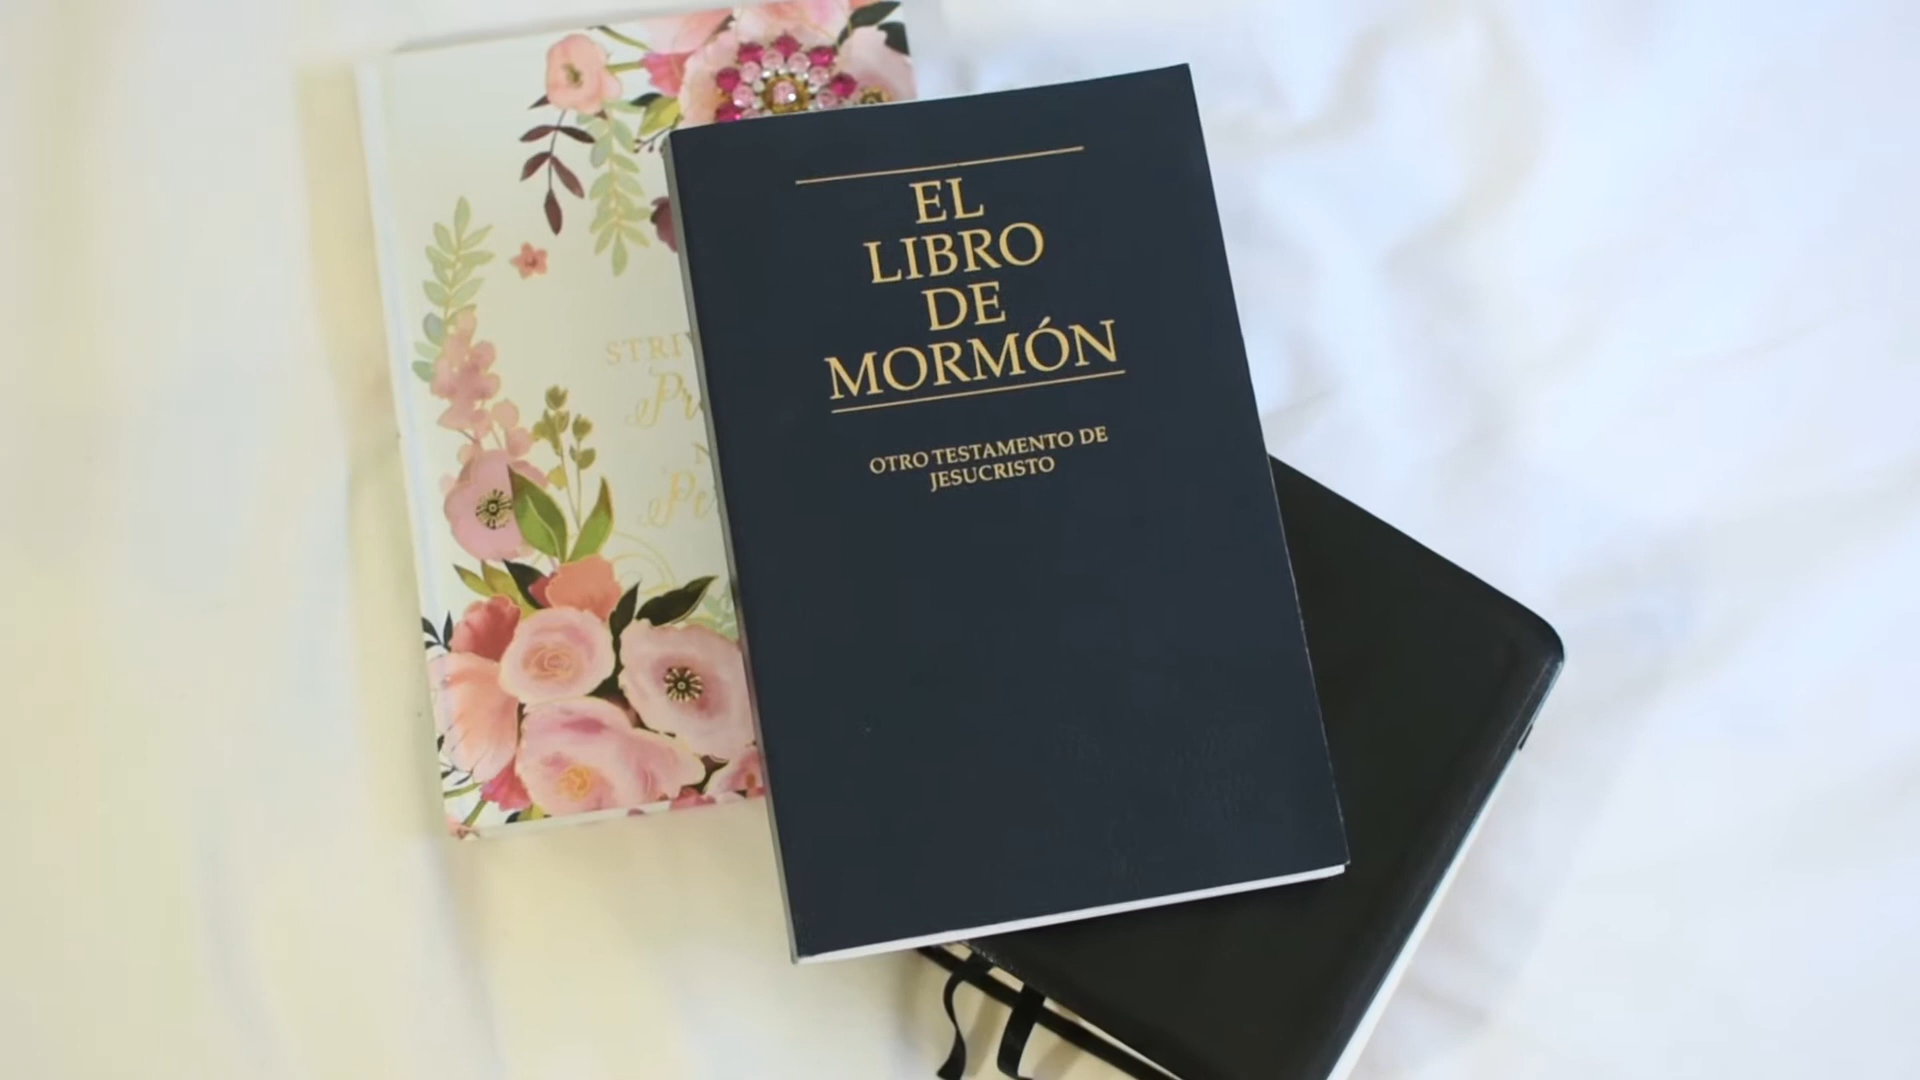 EL
LIBRO
DE
MORMÓN
OTRO TESTAMENTO DE
JESUCRISTO